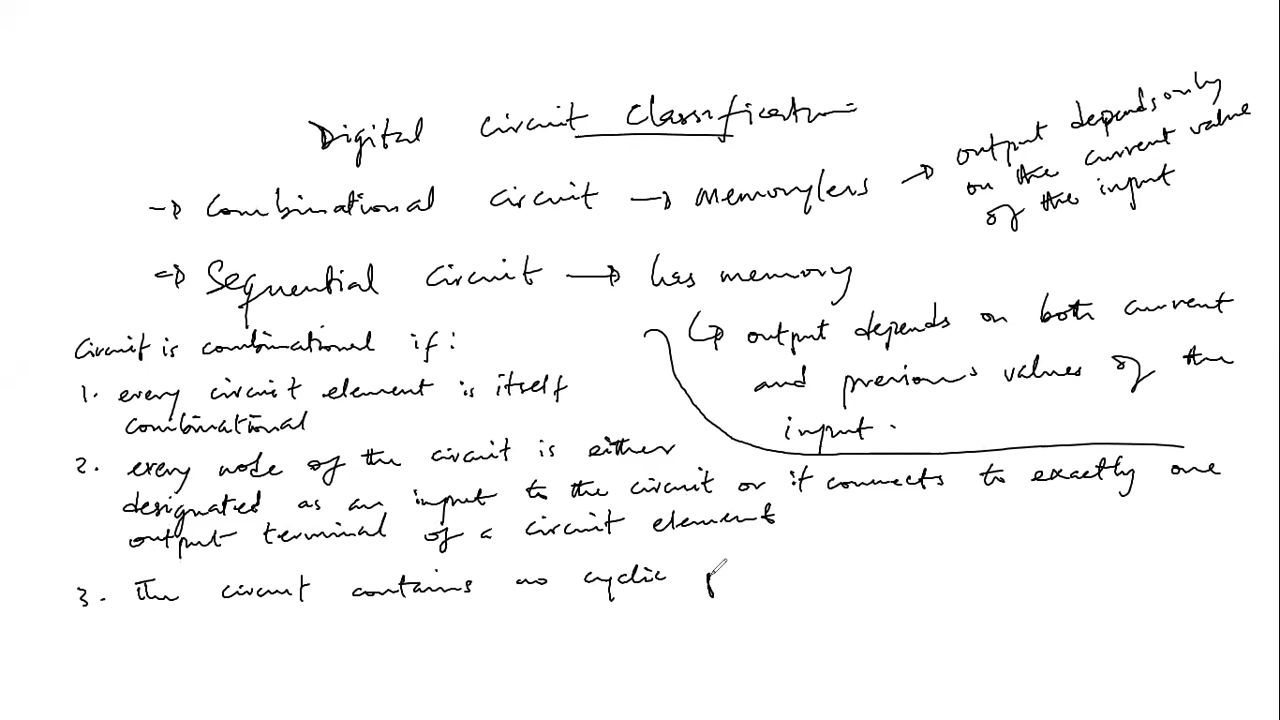 Digital Circuit Classification
→ Combinational circuit → memoryless → output depends only
on the current value
of the input
⇒ Sequential circuit → has memory
↳ output depends on both current
and previous values of the
input.
Circuit is combinational if:
1. every circuit element is itself
combinational
2. every node of the circuit is either
designated as an input to the circuit or it connects to exactly one
output terminal of a circuit element
3. The circuit contains no cyclic p